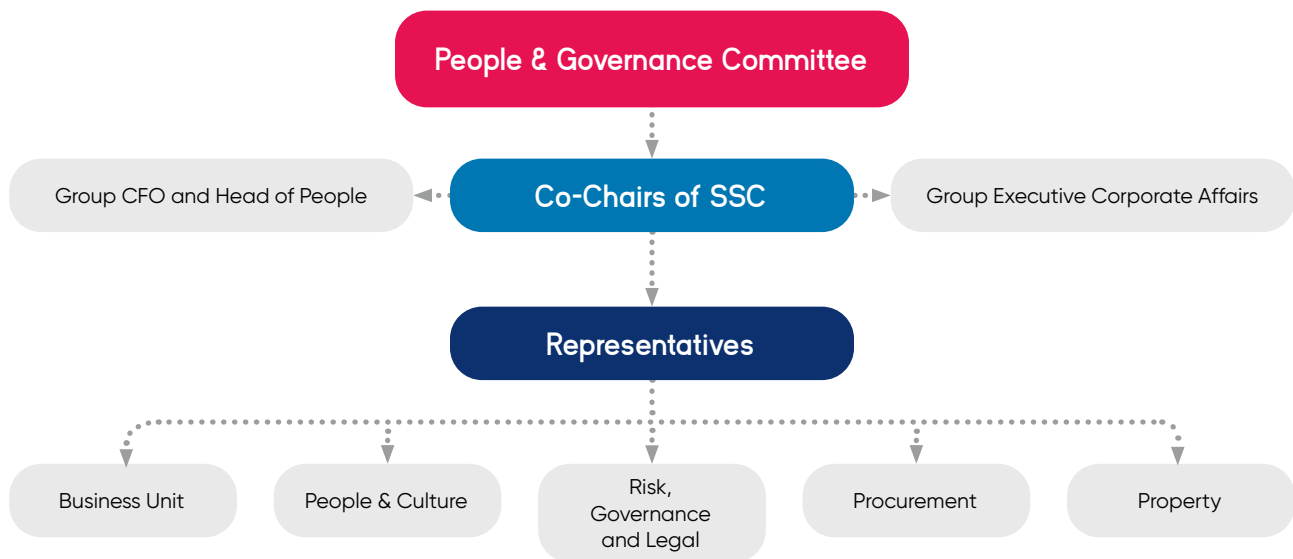 People & Governance Committee
Group CFO and Head of People
Co-Chairs of SSC
Group Executive Corporate Affairs
Representatives
Business Unit
People & Culture
Risk,
Governance
and Legal
Procurement
Property